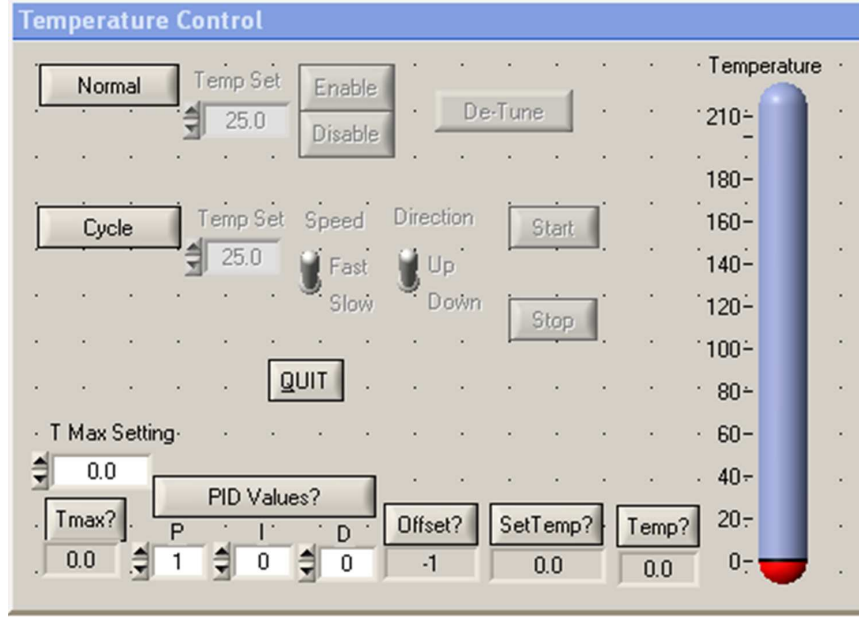 Temperature Control
Normal
Temp Set
25.0
Enable
Disable
De-Tune
Cycle
Temp Set
25.0
Speed
Fast
Slow
Direction
Up
Down
Start
Stop
QUIT
T Max Setting
0.0
Tmax?
0.0
PID Values?
P I D
1 0 0
Offset?
-1
SetTemp?
0.0
Temp?
0.0
Temperature
210
180
160
140
120
100
80
60
40
20
0